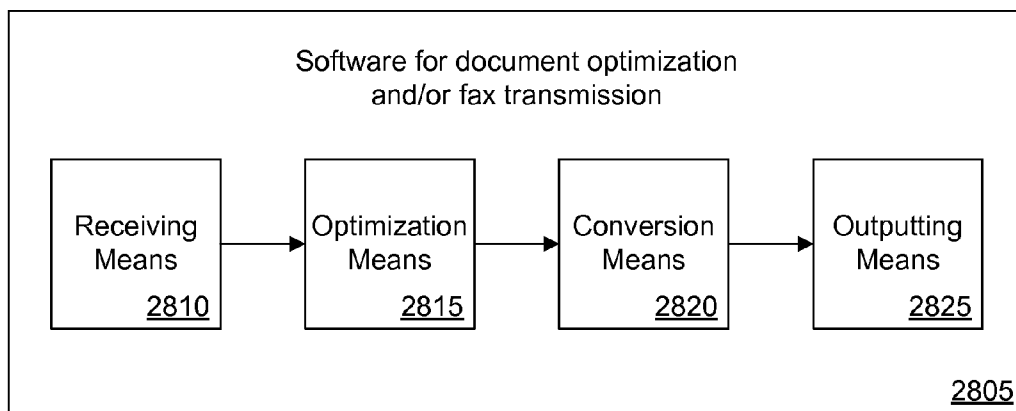 Software for document optimization
and/or fax transmission
Receiving
Means
2810
Optimization
Means
2815
Conversion
Means
2820
Outputting
Means
2825
2805